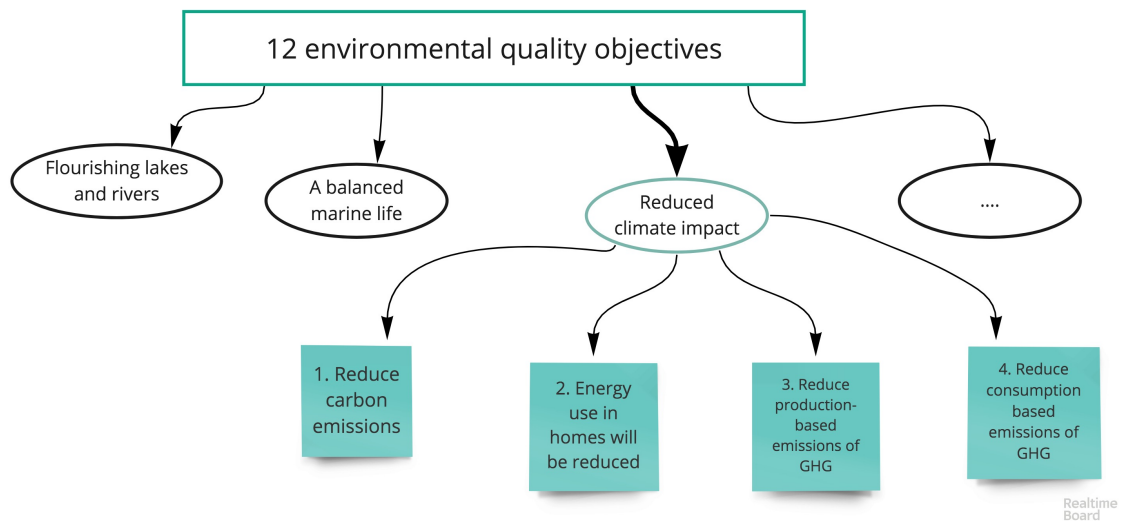 12 environmental quality objectives
Flourishing lakes
and rivers
A balanced
marine life
Reduced
climate impact
....
1. Reduce
carbon
emissions
2. Energy
use in
homes will
be reduced
3. Reduce
production-
based
emissions of
GHG
4. Reduce
consumption
based
emissions of
GHG
Realtime
Board